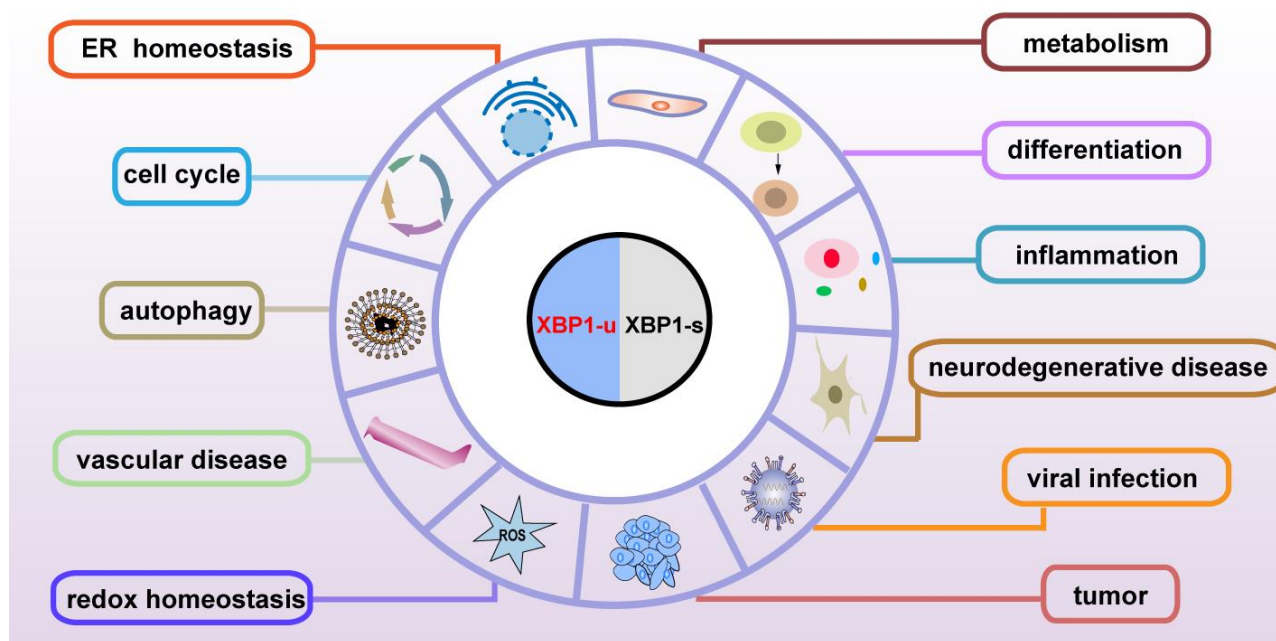 ER homeostasis
metabolism
cell cycle
differentiation
autophagy
inflammation
XBP1-u XBP1-s
neurodegenerative disease
vascular disease
viral infection
ROS
redox homeostasis
tumor